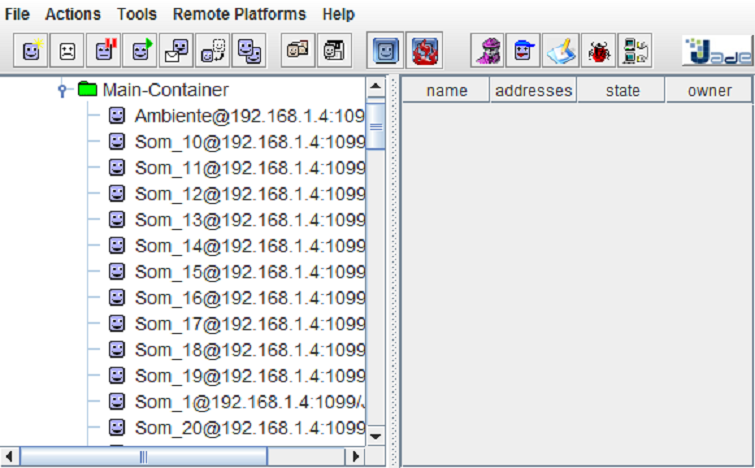 File Actions Tools Remote Platforms Help
Jade
Main-Container
name addresses state owner
Ambiente@192.168.1.4:109
Som_10@192.168.1.4:1099
Som_11@192.168.1.4:1099
Som_12@192.168.1.4:1099
Som_13@192.168.1.4:1099
Som_14@192.168.1.4:1099
Som_15@192.168.1.4:1099
Som_16@192.168.1.4:1099
Som_17@192.168.1.4:1099
Som_18@192.168.1.4:1099
Som_19@192.168.1.4:1099
Som_1@192.168.1.4:1099/
Som_20@192.168.1.4:1099